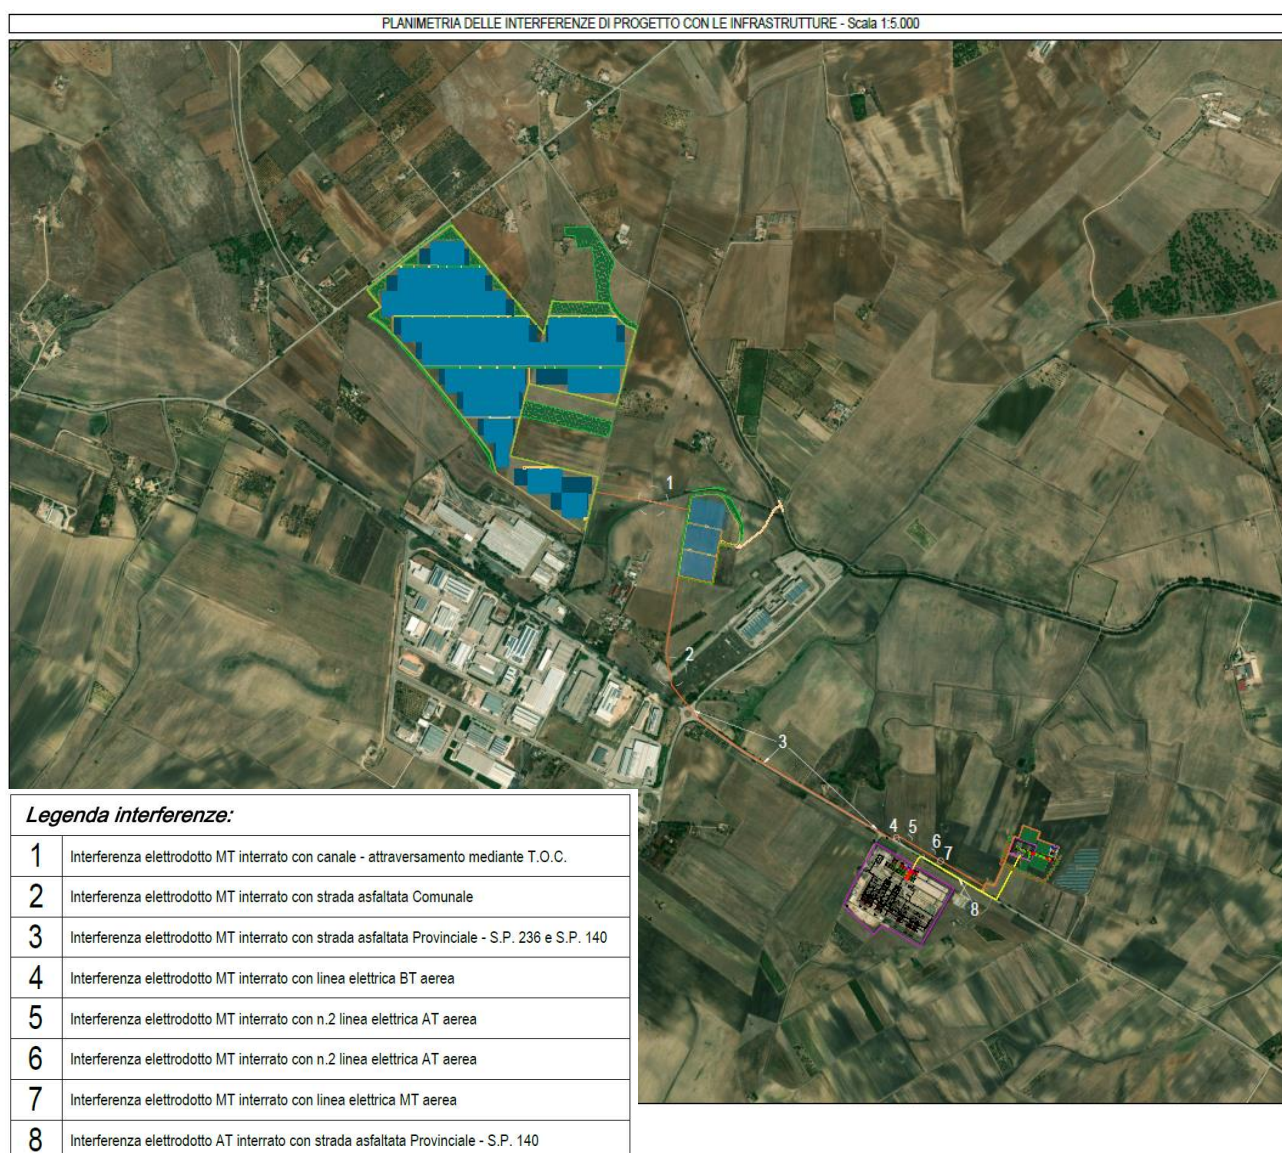 PLANIMETRIA DELLE INTERFERENZE DI PROGETTO CON LE INFRASTRUTTURE - Scala 1:5.000
1
2
3
4
5
6
7
8
Legenda interferenze:
1 Interferenza elettrodotto MT interrato con canale - attraversamento mediante T.O.C.
2 Interferenza elettrodotto MT interrato con strada asfaltata Comunale
3 Interferenza elettrodotto MT interrato con strada asfaltata Provinciale - S.P. 236 e S.P. 140
4 Interferenza elettrodotto MT interrato con linea elettrica BT aerea
5 Interferenza elettrodotto MT interrato con n.2 linea elettrica AT aerea
6 Interferenza elettrodotto MT interrato con n.2 linea elettrica AT aerea
7 Interferenza elettrodotto MT interrato con linea elettrica MT aerea
8 Interferenza elettrodotto AT interrato con strada asfaltata Provinciale - S.P. 140